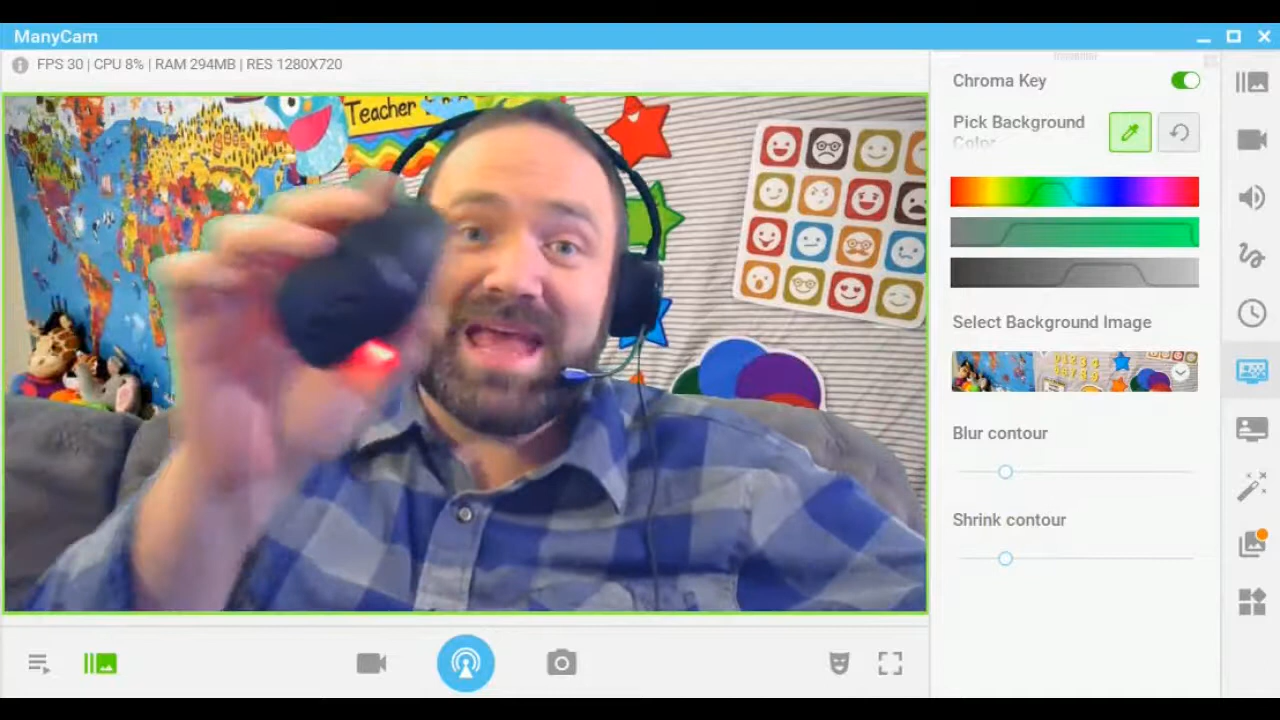 ManyCam
FPS 30 | CPU 8% | RAM 294MB | RES 1280X720
Teacher
Chroma Key
Pick Background
Color
Select Background Image
Blur contour
Shrink contour